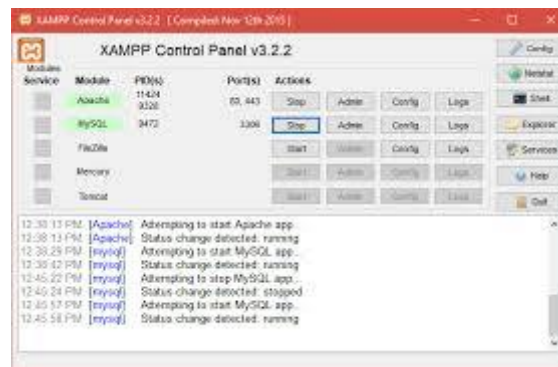 XAMPP Control Panel v3.2.2 [ Compiled: Nov 12th 2015 ]
XAMPP Control Panel v3.2.2
Config
Modules
Service Module PID(s) Port(s) Actions
Netstat
Apache 11424 9328 80, 443 Stop Admin Config Logs
Shell
MySQL 9472 3306 Stop Admin Config Logs
Explorer
FileZilla Start Admin Config Logs
Services
Mercury Start Admin Config Logs
Help
Tomcat Start Admin Config Logs
Quit
12:38:13 PM [Apache] Attempting to start Apache app...
12:38:13 PM [Apache] Status change detected: running
12:38:29 PM [mysql] Attempting to start MySQL app...
12:38:42 PM [mysql] Status change detected: running
12:45:22 PM [mysql] Attempting to stop MySQL app...
12:45:24 PM [mysql] Status change detected: stopped
12:45:57 PM [mysql] Attempting to start MySQL app...
12:45:58 PM [mysql] Status change detected: running